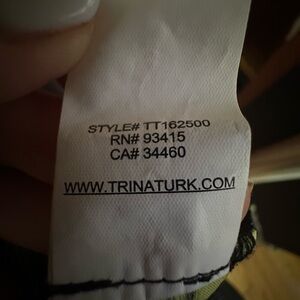 STYLE# TT162500
RN# 93415
CA# 34460
WWW.TRINATURK.COM